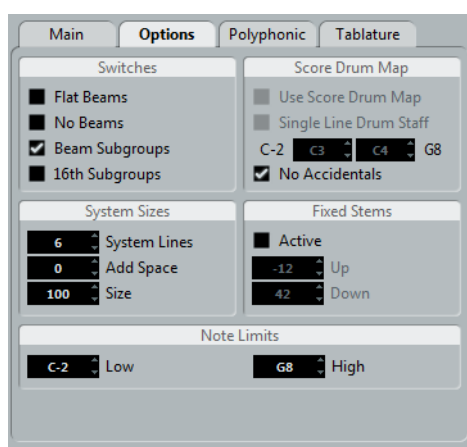 Main Options Polyphonic Tablature
Switches
Flat Beams
No Beams
Beam Subgroups
16th Subgroups
Score Drum Map
Use Score Drum Map
Single Line Drum Staff
C-2 C3 C4 G8
No Accidentals
System Sizes
6 System Lines
0 Add Space
100 Size
Fixed Stems
Active
-12 Up
42 Down
Note Limits
C-2 Low G8 High